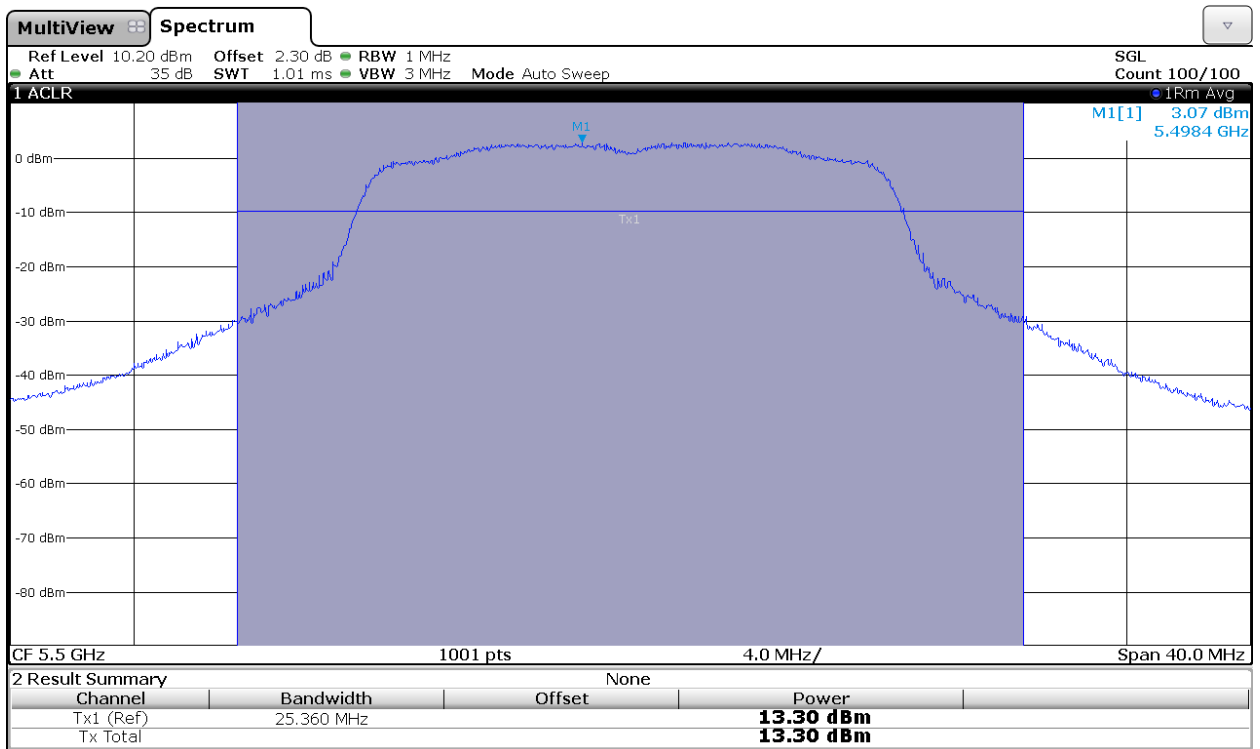 MultiView Spectrum
Ref Level 10.20 dBm Offset 2.30 dB RBW 1 MHz SGL
Att 35 dB SWT 1.01 ms VBW 3 MHz Mode Auto Sweep Count 100/100
1 ACLR 1Rm Avg
M1[1] 3.07 dBm
5.4984 GHz
M1
0 dBm
-10 dBm
Tx1
-20 dBm
-30 dBm
-40 dBm
-50 dBm
-60 dBm
-70 dBm
-80 dBm
CF 5.5 GHz 1001 pts 4.0 MHz/ Span 40.0 MHz
2 Result Summary None
Channel Bandwidth Offset Power
Tx1 (Ref) 25.360 MHz 13.30 dBm
Tx Total 13.30 dBm